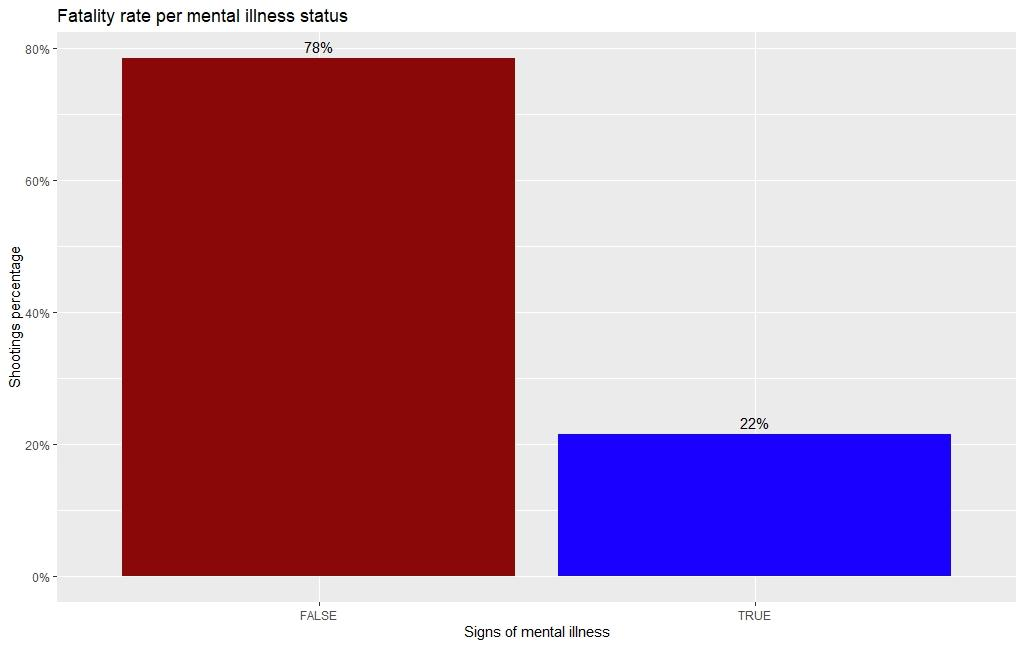 Fatality rate per mental illness status
78%
22%
80%
60%
40%
20%
0%
Shootings percentage
FALSE
TRUE
Signs of mental illness